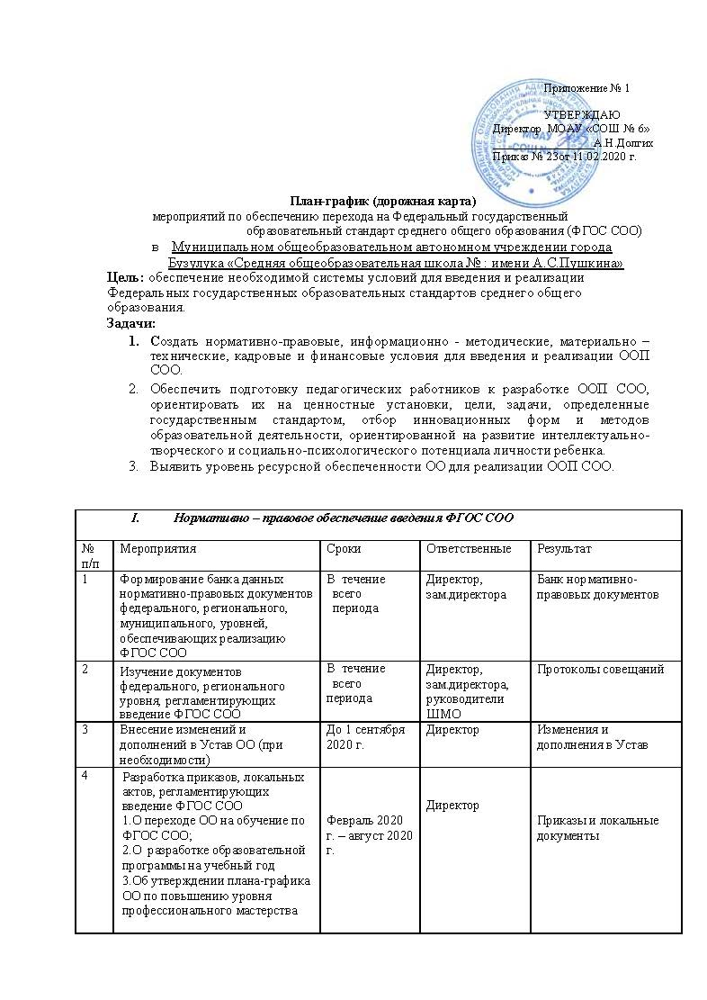 Приложение № 1
УТВЕРЖДАЮ
Директор МОАУ «СОШ № 6»
А.Н.Долгих
Приказ № 23от 11.02.2020 г.
МОАУ
«СОШ №6»
План-график (дорожная карта)
мероприятий по обеспечению перехода на Федеральный государственный
образовательный стандарт среднего общего образования (ФГОС СОО)
в Муниципальном общеобразовательном автономном учреждении города
Бузулука «Средняя общеобразовательная школа № : имени А.С.Пушкина»
Цель: обеспечение необходимой системы условий для введения и реализации
Федеральных государственных образовательных стандартов среднего общего
образования.
Задачи:
1. Создать нормативно-правовые, информационно - методические, материально –
технические, кадровые и финансовые условия для введения и реализации ООП
СОО.
2. Обеспечить подготовку педагогических работников к разработке ООП СОО,
ориентировать их на ценностные установки, цели, задачи, определенные
государственным стандартом, отбор инновационных форм и методов
образовательной деятельности, ориентированной на развитие интеллектуально-
творческого и социально-психологического потенциала личности ребенка.
3. Выявить уровень ресурсной обеспеченности ОО для реализации ООП СОО.
I. Нормативно – правовое обеспечение введения ФГОС СОО
№ Мероприятия Сроки Ответственные Результат
п/п
1 Формирование банка данных В течение Директор, Банк нормативно-
нормативно-правовых документов всего зам.директора правовых документов
федерального, регионального, периода
муниципального, уровней,
обеспечивающих реализацию
ФГОС СОО
2 Изучение документов В течение Директор, Протоколы совещаний
федерального, регионального всего зам.директора,
уровня, регламентирующих периода руководители
введение ФГОС СОО ШМО
3 Внесение изменений и До 1 сентября Директор Изменения и
дополнений в Устав ОО (при 2020 г. дополнения в Устав
необходимости)
4 Разработка приказов, локальных
актов, регламентирующих
введение ФГОС СОО Директор
1.О переходе ОО на обучение по Февраль 2020 Приказы и локальные
ФГОС СОО; г. – август 2020 документы
2.О разработке образовательной г.
программы на учебный год
3.Об утверждении плана-графика
ОО по повышению уровня
профессионального мастерства